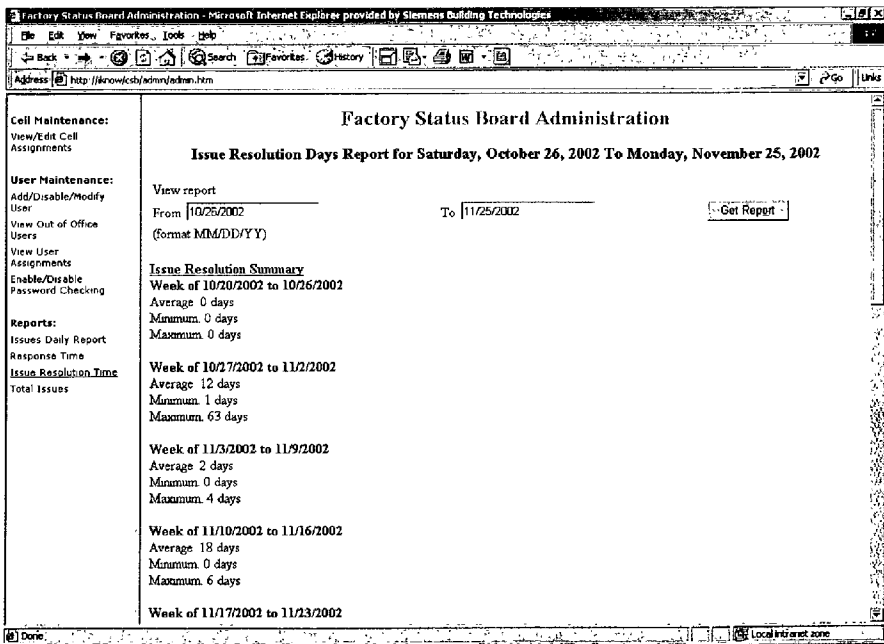 Factory Status Board Administration - Microsoft Internet Explorer provided by Siemens Building Technologies
File Edit View Favorites Tools Help
Back Search Favorites History
Address http://iknow/csb/admin/admin.htm Go Links
Cell Maintenance:
View/Edit Cell
Assignments
User Maintenance:
Add/Disable/Modify
User
View Out of Office
Users
View User
Assignments
Enable/Disable
Password Checking
Reports:
Issues Daily Report
Response Time
Issue Resolution Time
Total Issues
Factory Status Board Administration
Issue Resolution Days Report for Saturday, October 26, 2002 To Monday, November 25, 2002
View report
From 10/26/2002 To 11/25/2002 Get Report
(format MM/DD/YY)
Issue Resolution Summary
Week of 10/20/2002 to 10/26/2002
Average 0 days
Minimum. 0 days
Maximum. 0 days
Week of 10/27/2002 to 11/2/2002
Average 12 days
Minimum. 1 days
Maximum. 63 days
Week of 11/3/2002 to 11/9/2002
Average 2 days
Minimum. 0 days
Maximum. 4 days
Week of 11/10/2002 to 11/16/2002
Average 18 days
Minimum. 0 days
Maximum. 6 days
Week of 11/17/2002 to 11/23/2002
Done Local intranet zone